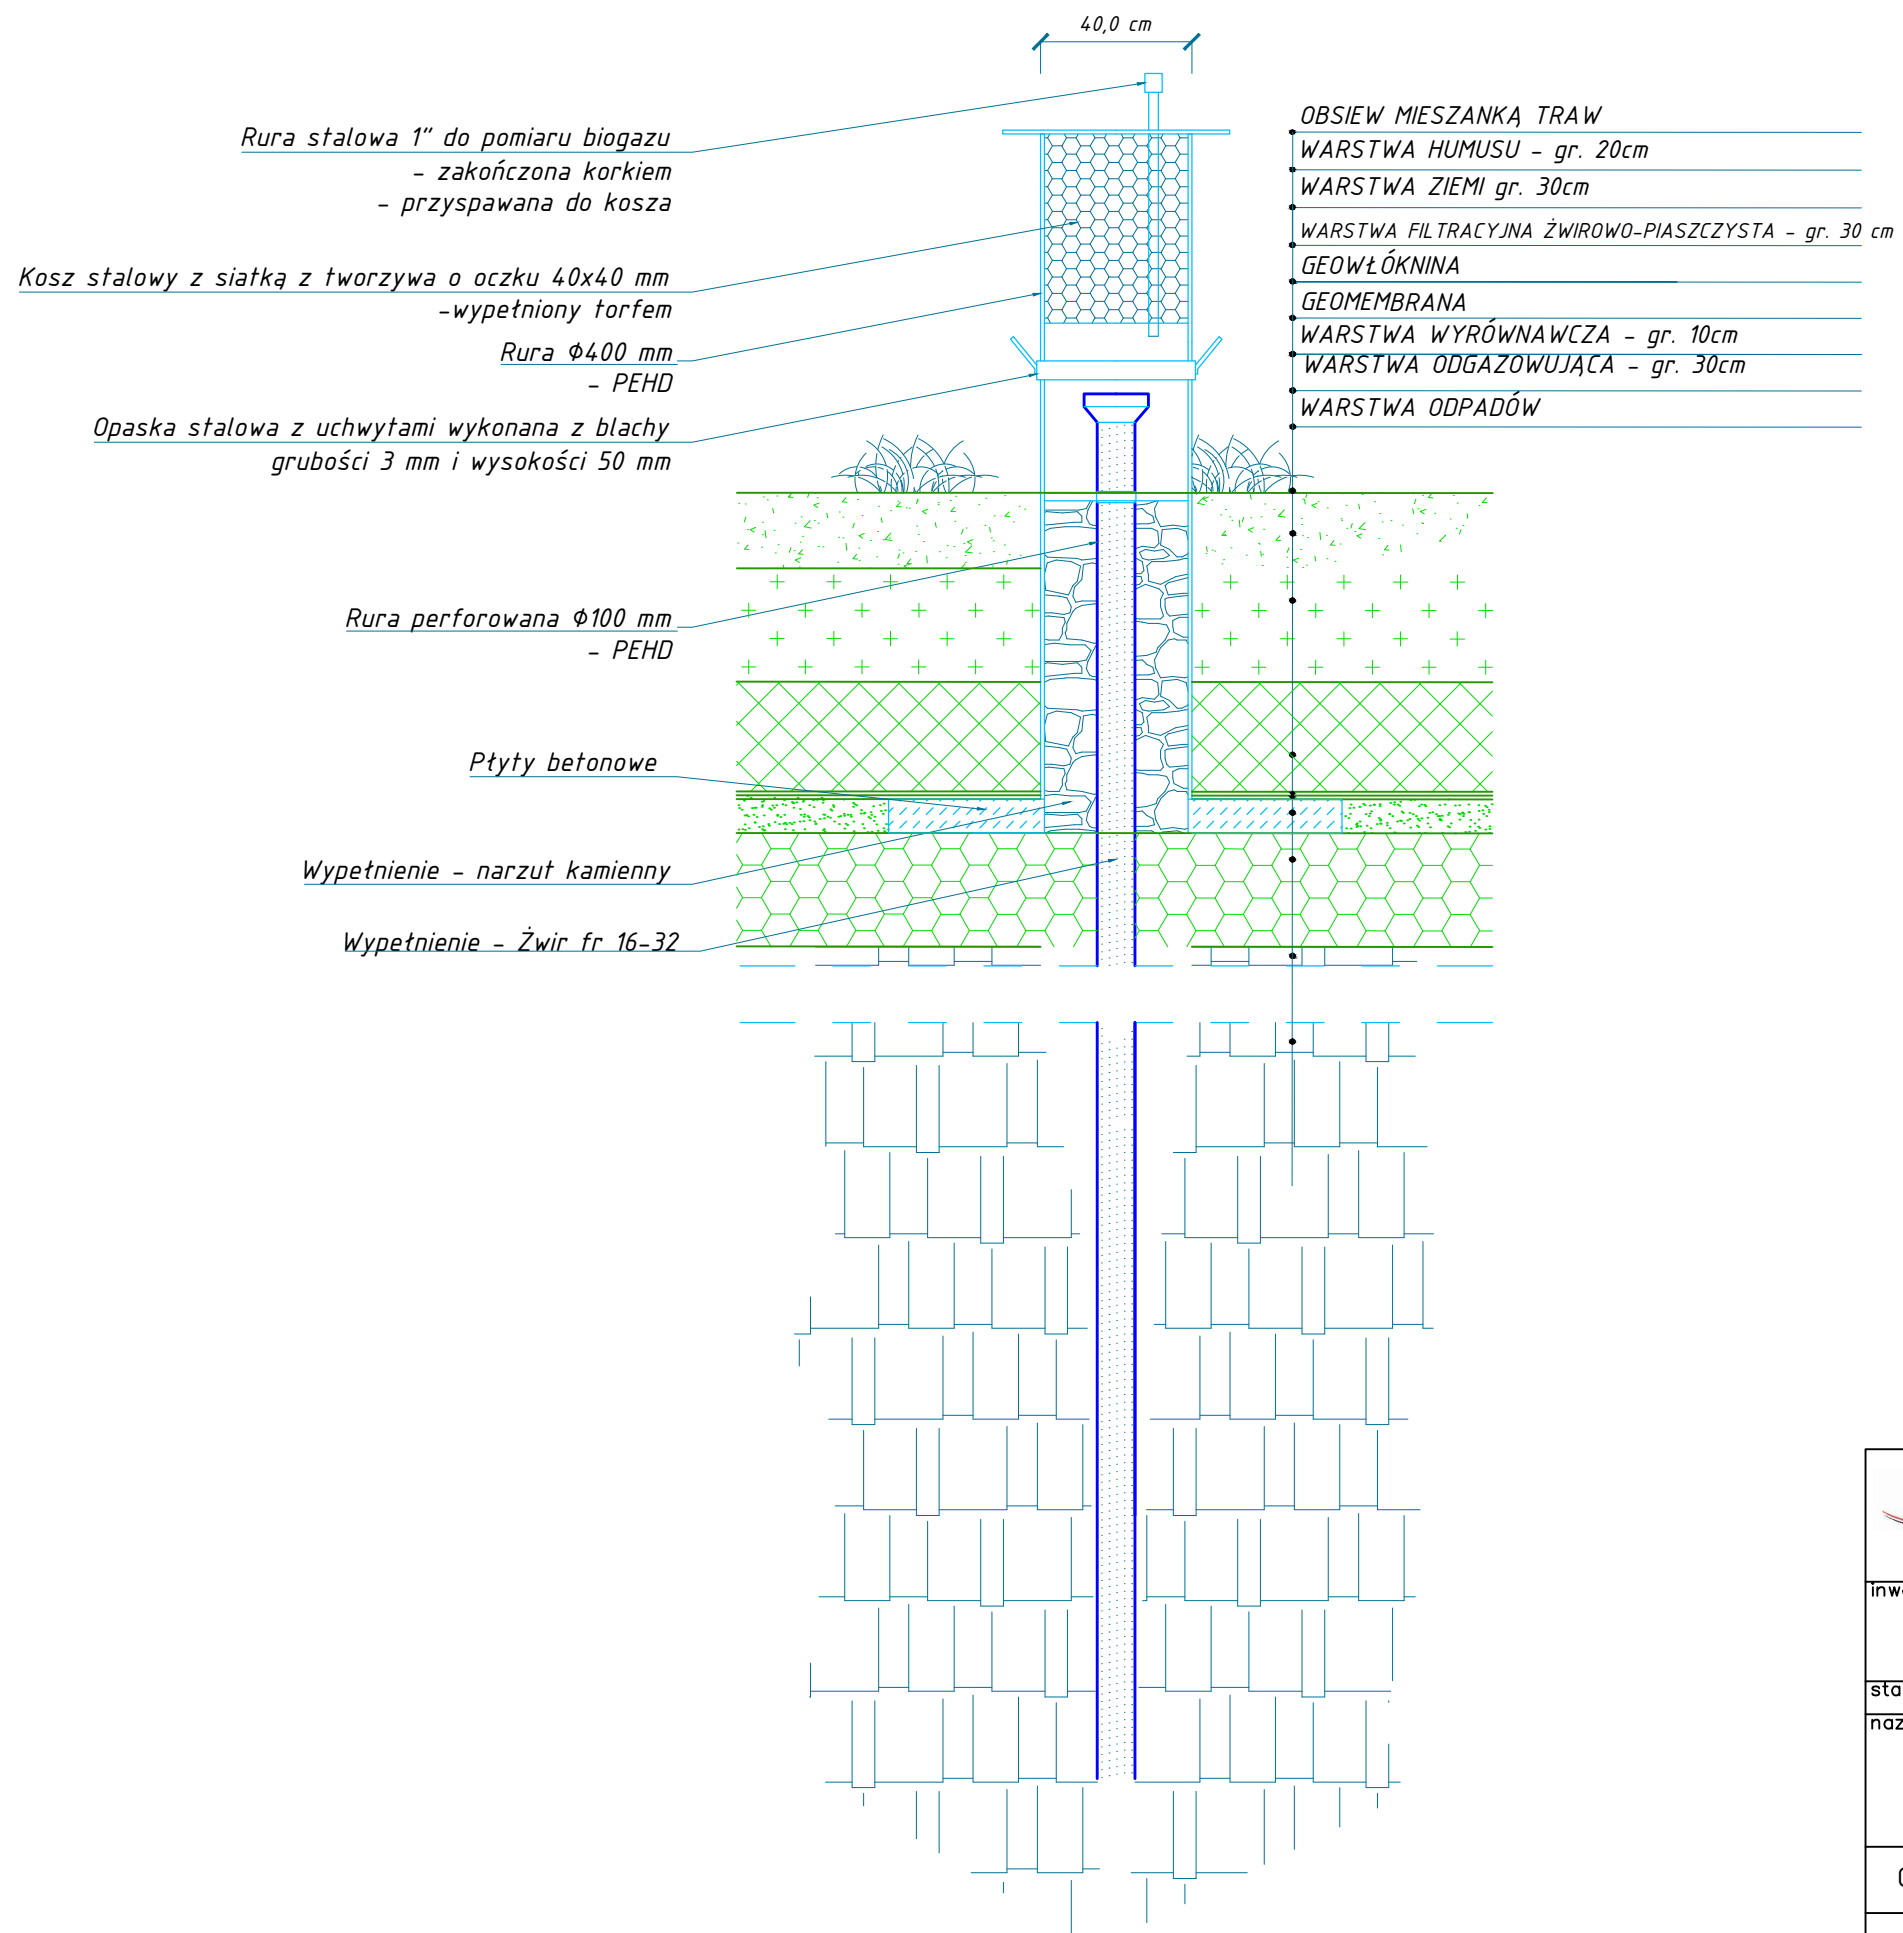 40,0 cm
Rura stalowa 1" do pomiaru biogazu
- zakończona korkiem
- przyspawana do kosza
Kosz stalowy z siatką z tworzywa o oczku 40x40 mm
-wypełniony torfem
Rura Φ400 mm
- PEHD
Opaska stalowa z uchwytami wykonana z blachy
grubości 3 mm i wysokości 50 mm
Rura perforowana Φ100 mm
- PEHD
Płyty betonowe
Wypełnienie - narzut kamienny
Wypełnienie - Żwir fr 16-32
OBSIEW MIESZANKĄ TRAW
WARSTWA HUMUSU - gr. 20cm
WARSTWA ZIEMI gr. 30cm
WARSTWA FILTRACYJNA ŻWIROWO-PIASZCZYSTA - gr. 30 cm
GEOWŁÓKNINA
GEOMEMBRANA
WARSTWA WYRÓWNAWCZA - gr. 10cm
WARSTWA ODGAZOWUJĄCA - gr. 30cm
WARSTWA ODPADÓW